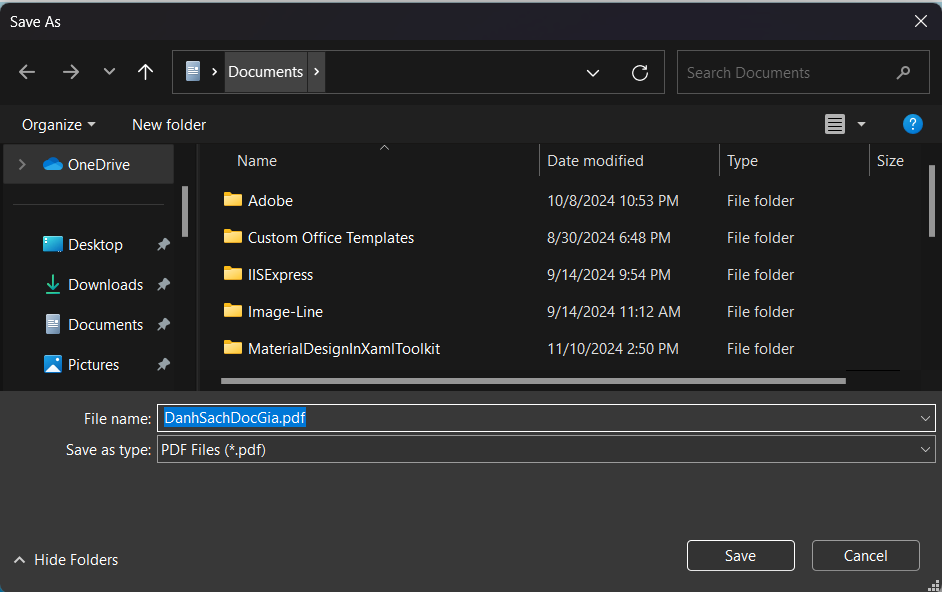 Save As
Documents
Search Documents
Organize
New folder
?
OneDrive
Desktop
Downloads
Documents
Pictures
Name Date modified Type Size
Adobe 10/8/2024 10:53 PM File folder
Custom Office Templates 8/30/2024 6:48 PM File folder
IISExpress 9/14/2024 9:54 PM File folder
Image-Line 9/14/2024 11:12 AM File folder
MaterialDesignInXamlToolkit 11/10/2024 2:50 PM File folder
File name: DanhSachDocGia.pdf
Save as type: PDF Files (*.pdf)
Hide Folders
Save
Cancel